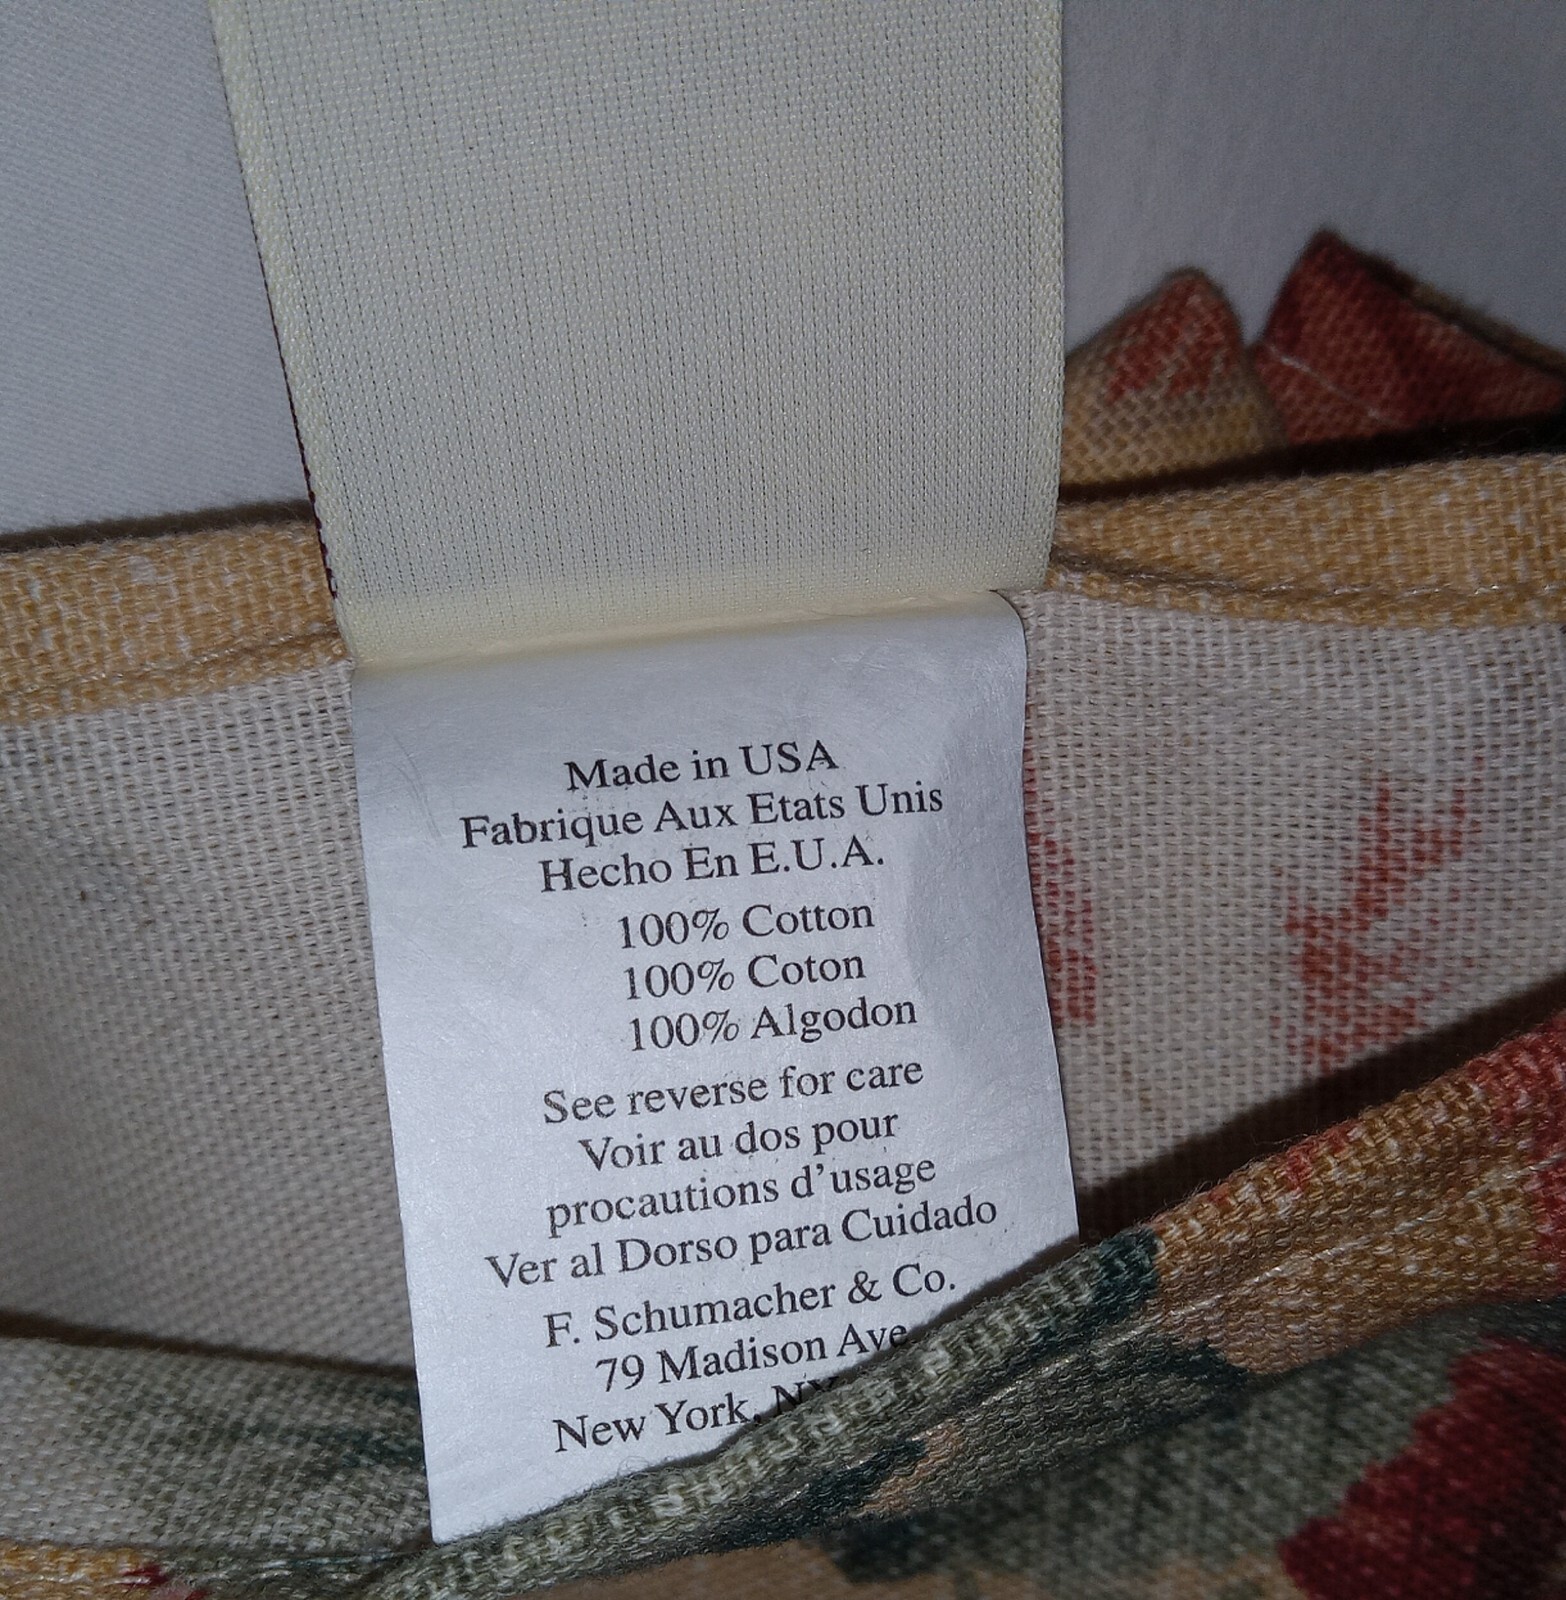 Made in USA
Fabrique Aux Etats Unis
Hecho En E.U.A.
100% Cotton
100% Coton
100% Algodon
See reverse for care
Voir au dos pour
procautions d'usage
Ver al Dorso para Cuidado
F. Schumacher & Co.
79 Madison Ave
New York, NY